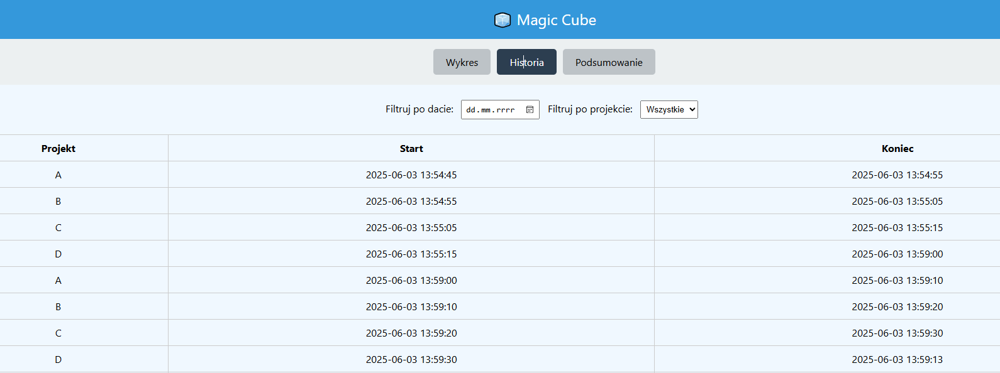 Magic Cube
Wykres Historia Podsumowanie
Filtruj po dacie: dd.mm.rrrr Filtruj po projekcie: Wszystkie
Projekt Start Koniec
A 2025-06-03 13:54:45 2025-06-03 13:54:55
B 2025-06-03 13:54:55 2025-06-03 13:55:05
C 2025-06-03 13:55:05 2025-06-03 13:55:15
D 2025-06-03 13:55:15 2025-06-03 13:59:00
A 2025-06-03 13:59:00 2025-06-03 13:59:10
B 2025-06-03 13:59:10 2025-06-03 13:59:20
C 2025-06-03 13:59:20 2025-06-03 13:59:30
D 2025-06-03 13:59:30 2025-06-03 13:59:13